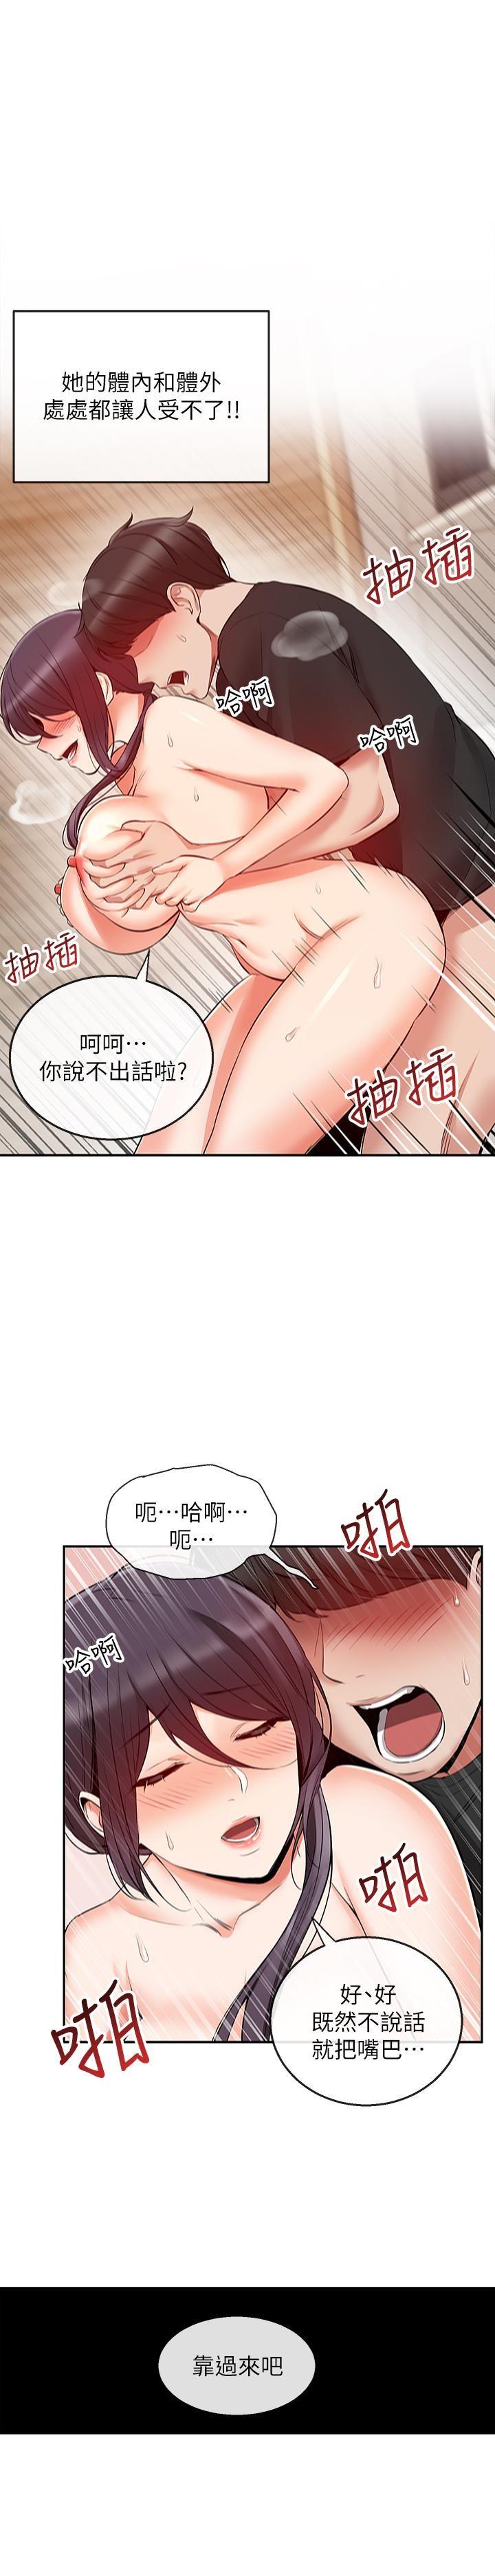 她的體內和體外
處處都讓人受不了!!
抽插
哈啊
哈啊
抽插
呵呵…
你說不出話啦?
抽插
呃…哈啊…
呃…
啪
哈啊
啪
好、好
既然不說話
就把嘴巴…
啪
靠過來吧